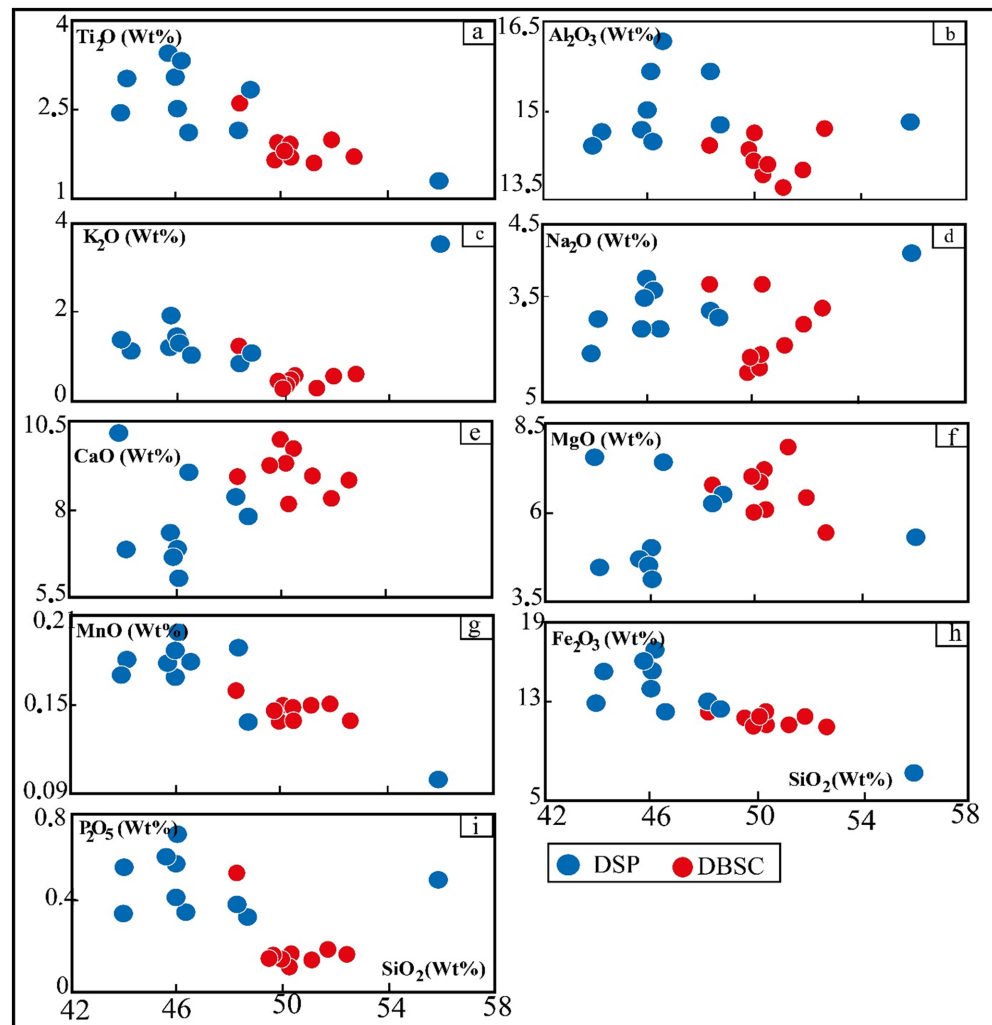 4
Ti2O (Wt%)
a
2.5
1
16.5
Al2O3 (Wt%)
b
15
13.5
4
K2O (Wt%)
c
2
0
4.5
Na2O (Wt%)
d
3.5
5
10.5
CaO (Wt%)
e
8
5.5
8.5
MgO (Wt%)
f
6
3.5
0.21
MnO (Wt%)
g
0.15
0.09
19
Fe2O3 (Wt%)
h
13
SiO2(Wt%)
5
42 46 50 54 58
0.8
P2O5 (Wt%)
i
0.4
SiO2(Wt%)
0
42 46 50 54 58
DSP DBSC